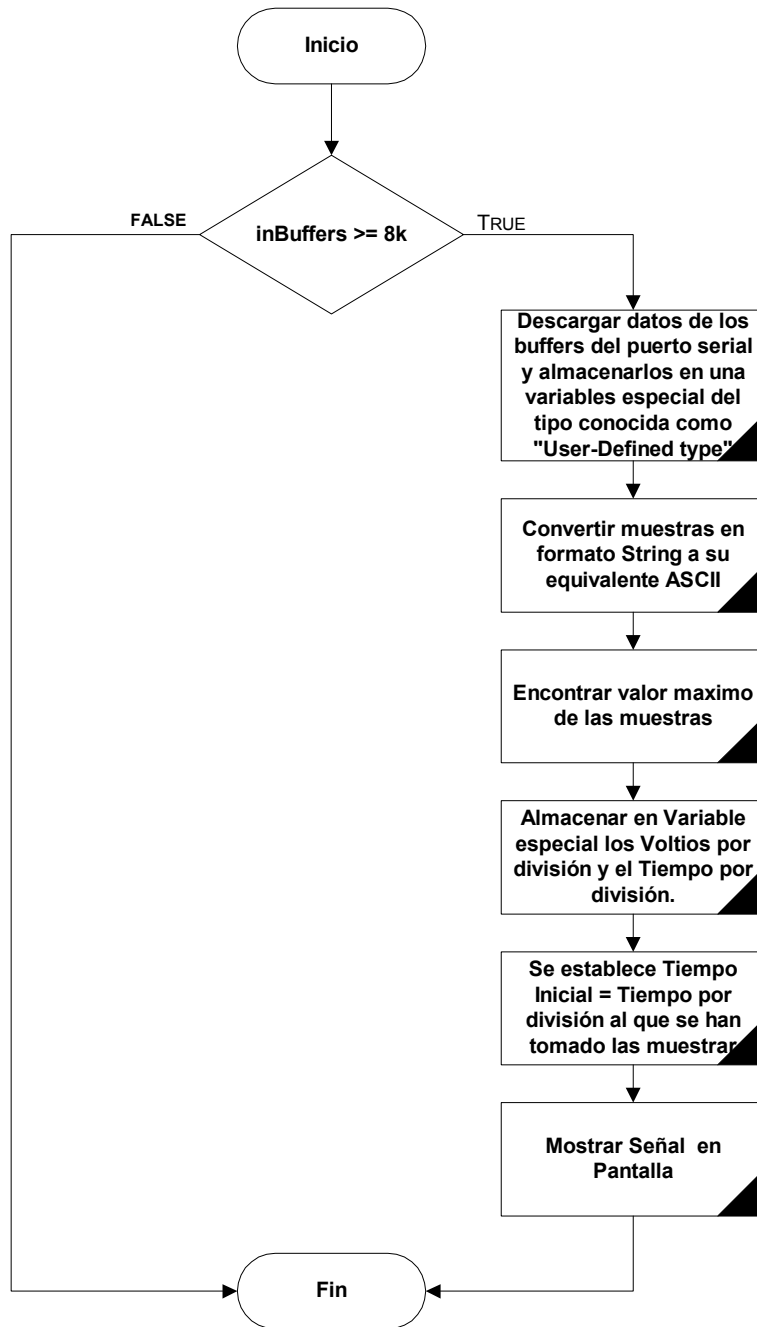 Inicio
FALSE
inBuffers >= 8k
TRUE
Descargar datos de los
buffers del puerto serial
y almacenarlos en una
variables especial del
tipo conocida como
"User-Defined type"
Convertir muestras en
formato String a su
equivalente ASCII
Encontrar valor maximo
de las muestras
Almacenar en Variable
especial los Voltios por
división y el Tiempo por
división.
Se establece Tiempo
Inicial = Tiempo por
división al que se han
tomado las muestrar
Mostrar Señal en
Pantalla
Fin